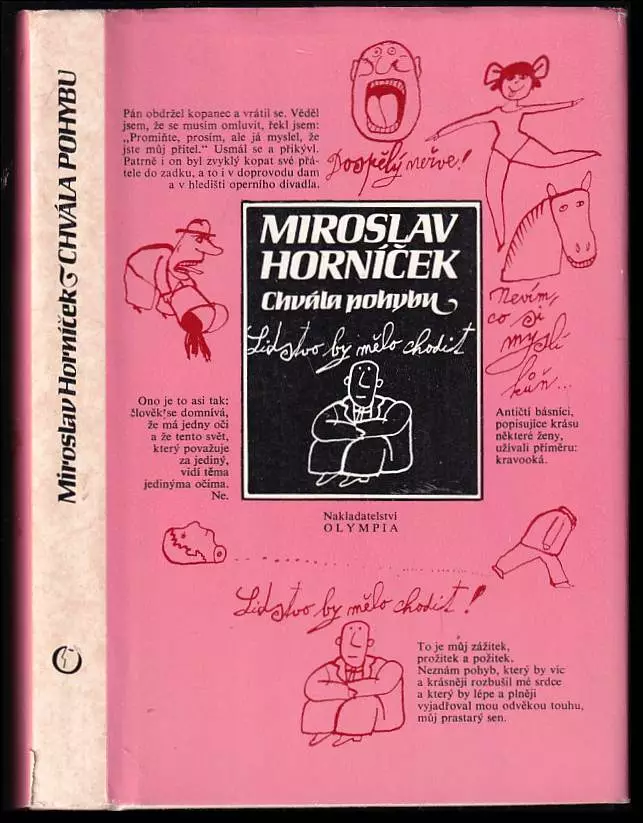 Miroslav Horníček CHVÁLA POHYBU
Pán obdržel kopanec a vrátil se. Věděl
jsem, že se musím omluvit, řekl jsem:
„Promiňte, prosím, ale já myslel, že
jste můj přítel.“ Usmál se a přikývl.
Patrně i on byl zvyklý kopat své přá-
tele do zadku, a to i v doprovodu dam
a v hledišti operního divadla.
Dospělý neřve!
MIROSLAV
HORNÍČEK
Chvála pohybu
Lidstvo by mělo chodit
Nevím,
co si
myslí
kůň...
Ono je to asi tak:
člověk se domnívá,
že má jedny oči
a že tento svět,
který považuje
za jediný,
vidí těma
jedinýma očima.
Ne.
Antičtí básníci,
popisujíce krásu
některé ženy,
užívali příměru:
kravooká.
Nakladatelství
OLYMPIA
Lidstvo by mělo chodit!
To je můj zážitek,
prožitek a požitek.
Neznám pohyb, který by víc
a krásněji rozbušil mé srdce
a který by lépe a plněji
vyjadřoval mou odvěkou touhu,
můj prastarý sen.